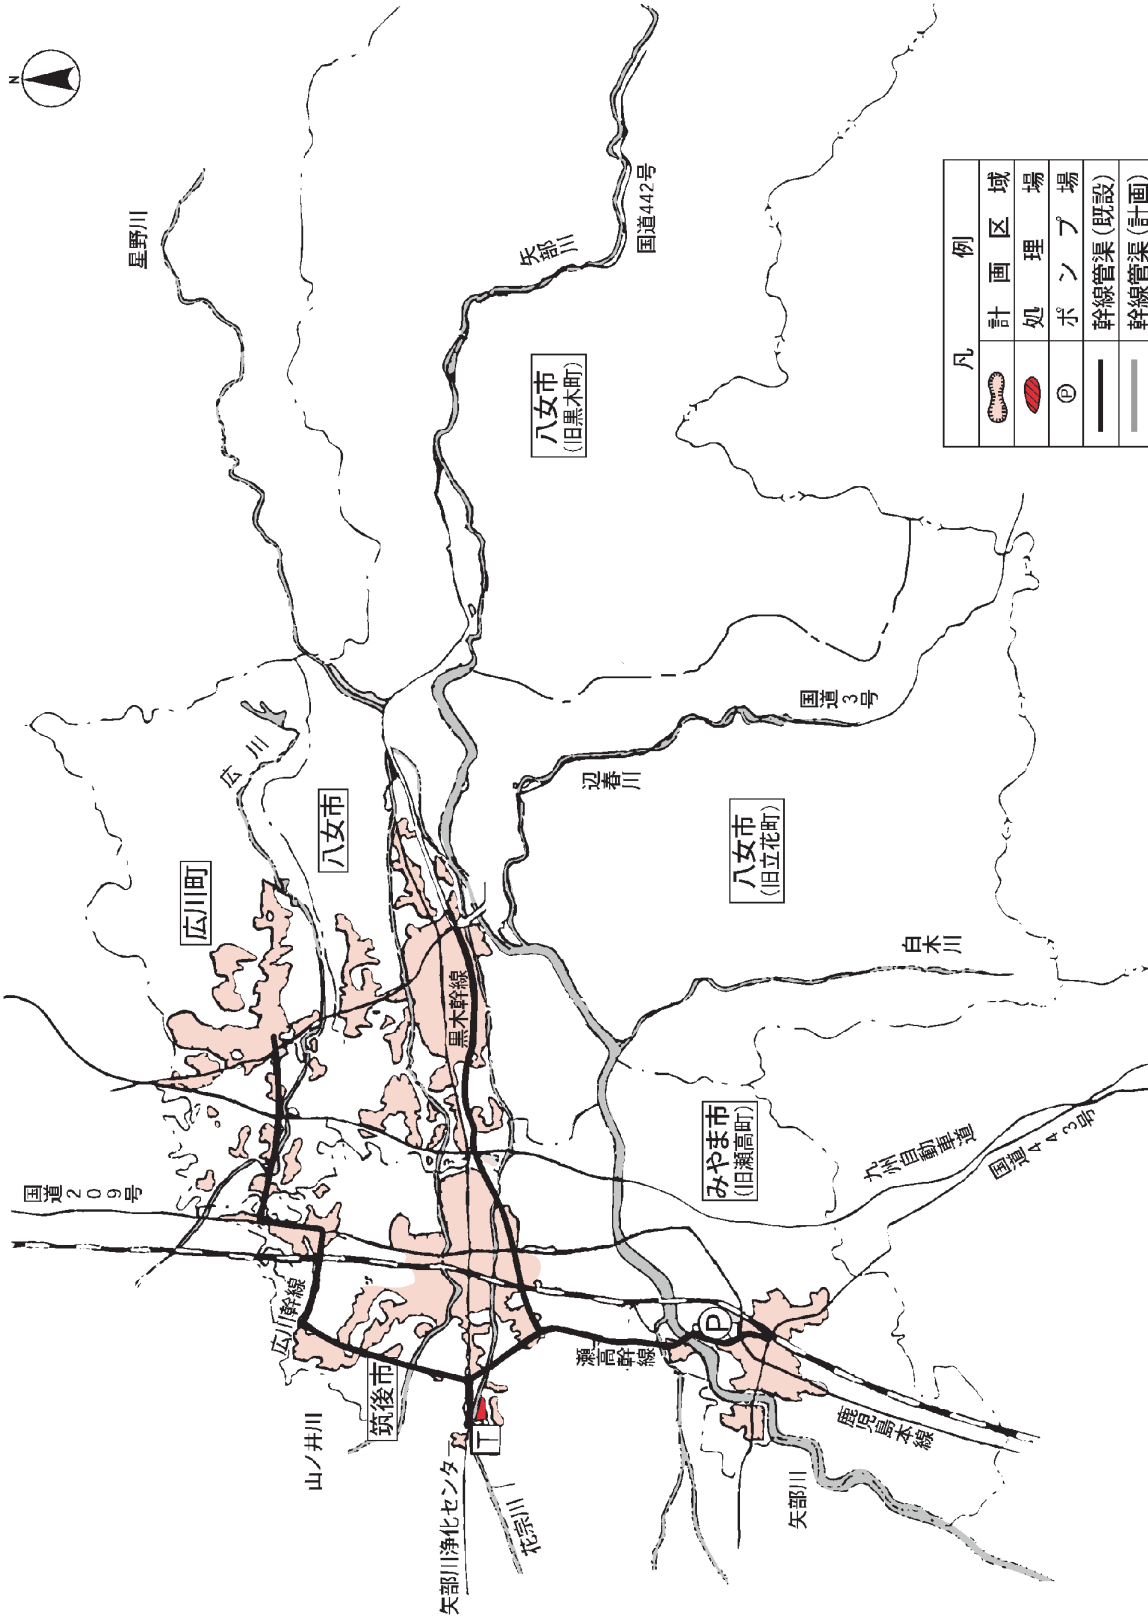 N
星野川
矢部川
国道442号
八女市
(旧黒木町)
広川
八女市
広川町
国道3号
辺春川
八女市
(旧立花町)
白木川
黒木幹線
国道209号
みやま市
(旧瀬高町)
九州自動車道
国道443号
広川幹線
筑後市
山ノ井川
瀬高幹線
P
T
矢部川浄化センター
花宗川
鹿児島本線
矢部川
凡例
計画区域
処理場
P ポンプ場
幹線管渠(既設)
幹線管渠(計画)